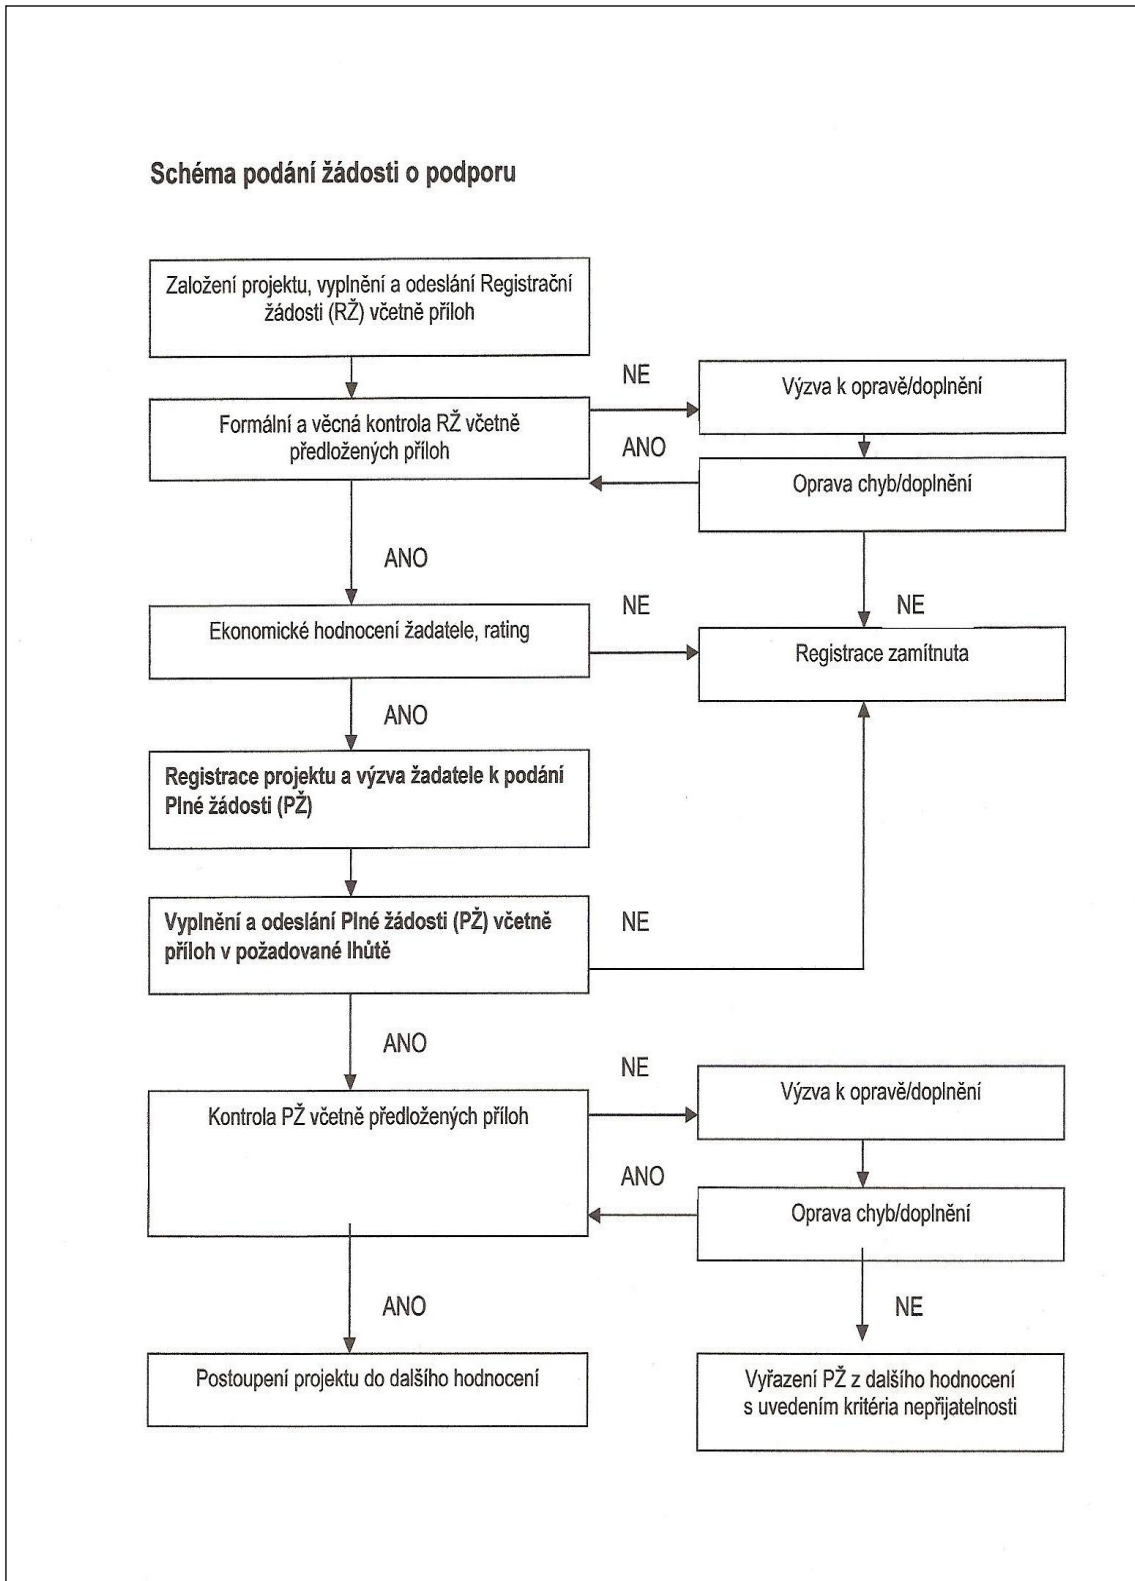 Schéma podání žádosti o podporu
Založení projektu, vyplnění a odeslání Registrační
žádosti (RŽ) včetně příloh
NE
Výzva k opravě/doplnění
Formální a věcná kontrola RŽ včetně
předložených příloh
ANO
Oprava chyb/doplnění
ANO
NE
NE
Ekonomické hodnocení žadatele, rating
Registrace zamítnuta
ANO
Registrace projektu a výzva žadatele k podání
Plné žádosti (PŽ)
Vyplnění a odeslání Plné žádosti (PŽ) včetně
příloh v požadované lhůtě
NE
ANO
NE
Výzva k opravě/doplnění
Kontrola PŽ včetně předložených příloh
ANO
Oprava chyb/doplnění
ANO
NE
Postoupení projektu do dalšího hodnocení
Vyřazení PŽ z dalšího hodnocení
s uvedením kritéria nepřijatelnosti